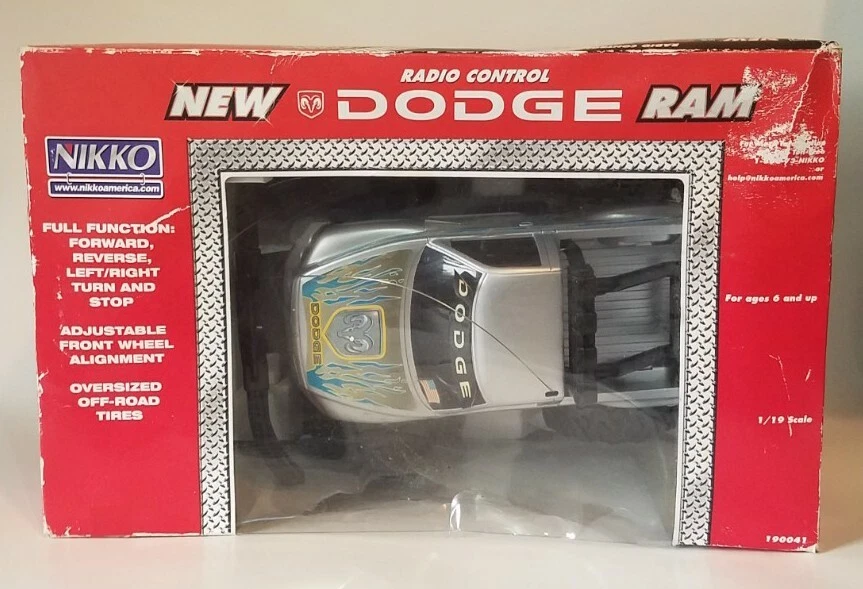 RADIO CONTROL
NEW DODGE RAM
NIKKO
www.nikkoamerica.com
NIKKO
or
help@nikkoamerica.com
FULL FUNCTION:
FORWARD,
REVERSE,
LEFT/RIGHT
TURN AND
STOP
ADJUSTABLE
FRONT WHEEL
ALIGNMENT
OVERSIZED
OFF-ROAD
TIRES
DODGE
DODGE
For ages 6 and up
1/19 Scale
190041